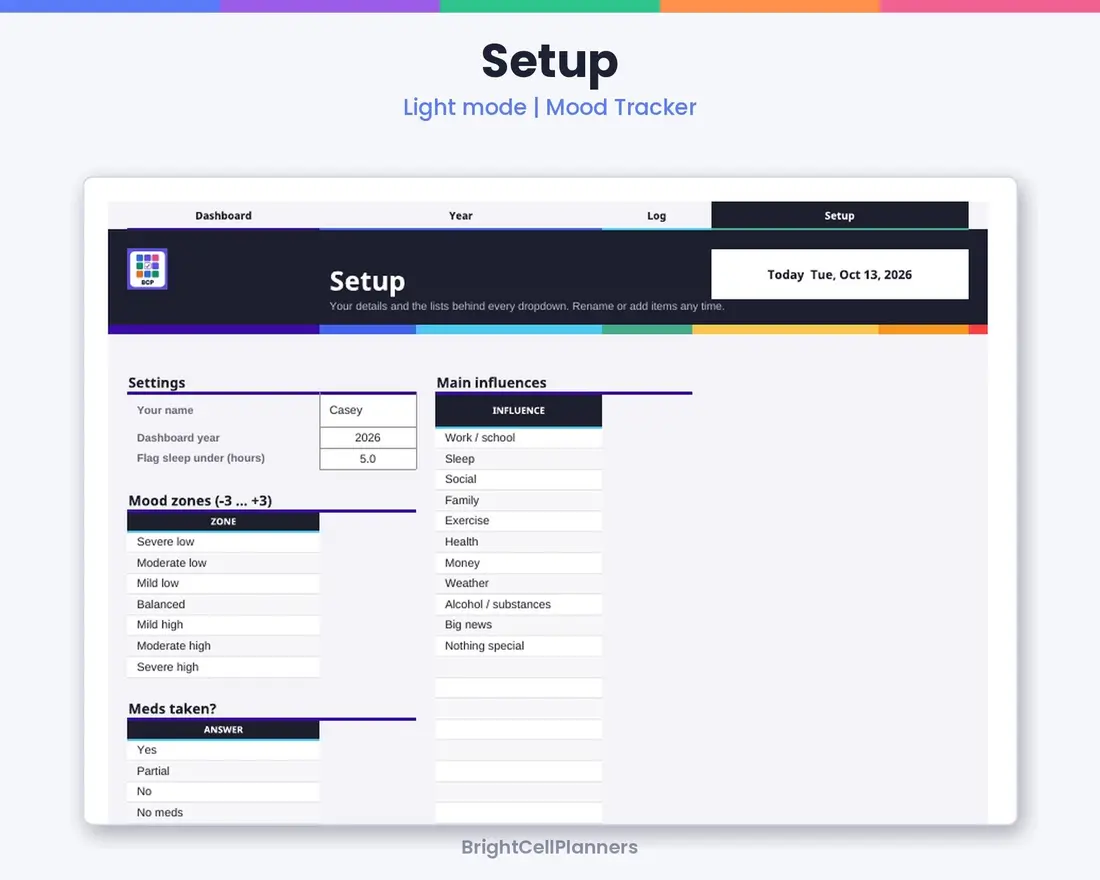 Setup
Light mode | Mood Tracker
Dashboard Year Log Setup
BCP
Setup
Today Tue, Oct 13, 2026
Your details and the lists behind every dropdown. Rename or add items any time.
Settings
Your name Casey
Dashboard year 2026
Flag sleep under (hours) 5.0
Mood zones (-3 ... +3)
ZONE
Severe low
Moderate low
Mild low
Balanced
Mild high
Moderate high
Severe high
Meds taken?
ANSWER
Yes
Partial
No
No meds
Main influences
INFLUENCE
Work / school
Sleep
Social
Family
Exercise
Health
Money
Weather
Alcohol / substances
Big news
Nothing special
BrightCellPlanners